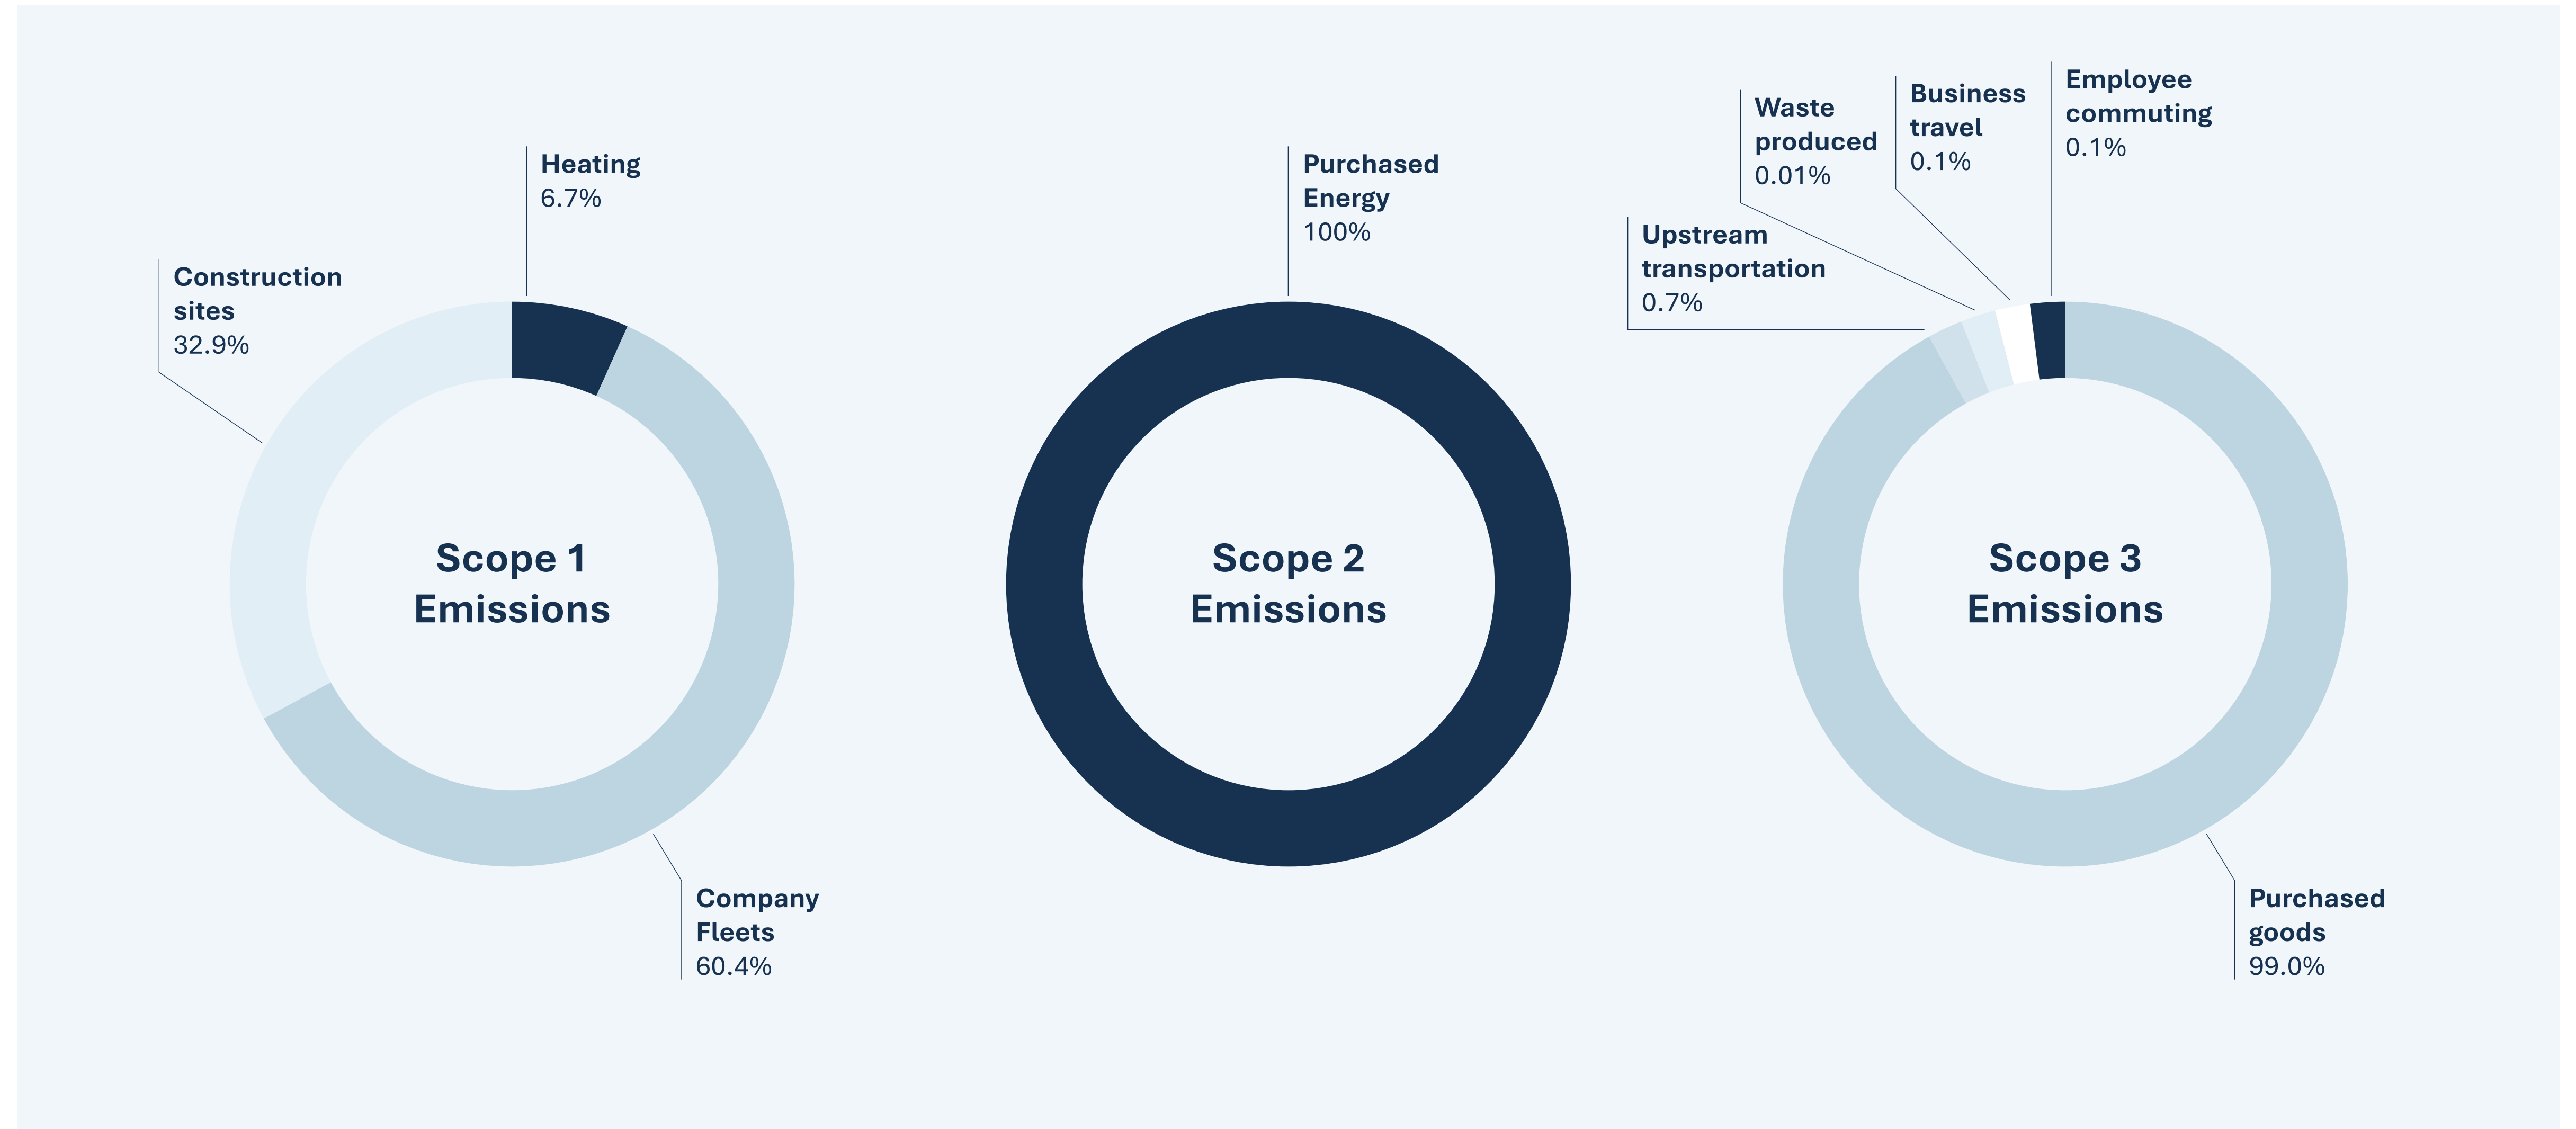 Heating
6.7%
Construction
sites
32.9%
Scope 1
Emissions
Company
Fleets
60.4%
Purchased
Energy
100%
Scope 2
Emissions
Upstream
transportation
0.7%
Waste
produced
0.01%
Business
travel
0.1%
Employee
commuting
0.1%
Scope 3
Emissions
Purchased
goods
99.0%